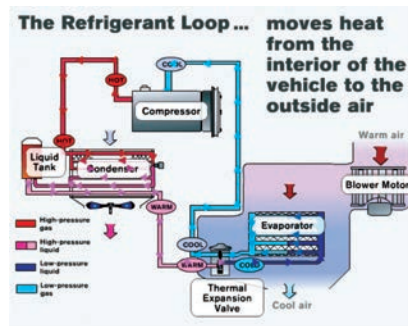 The Refrigerant Loop ...
moves heat
from the
interior of the
vehicle to the
outside air
COOL
HOT
Compressor
HOT
Liquid
Tank
Condensor
WARM
Warm air
Blower Motor
Evaporator
COOL
WARM
COLD
Thermal
Expansion
Valve
Cool air
High-pressure
gas
High-pressure
liquid
Low-pressure
liquid
Low-pressure
gas